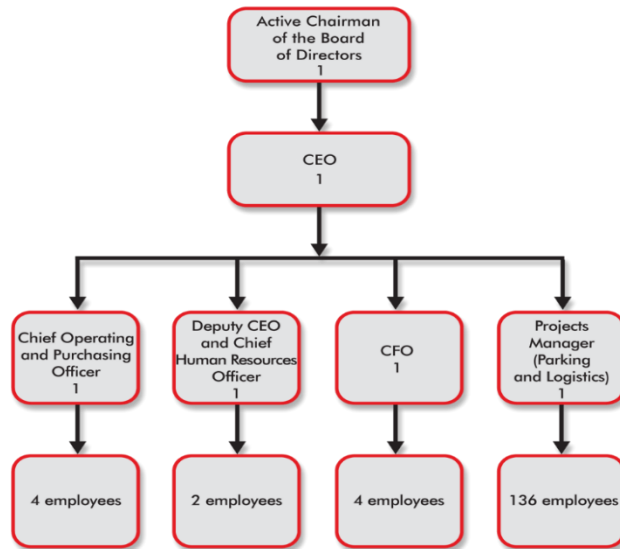 Active Chairman
of the Board
of Directors
1
CEO
1
Chief Operating
and Purchasing
Officer
1
Deputy CEO
and Chief
Human Resources
Officer
1
CFO
1
Projects
Manager
(Parking
and Logistics)
1
4 employees
2 employees
4 employees
136 employees